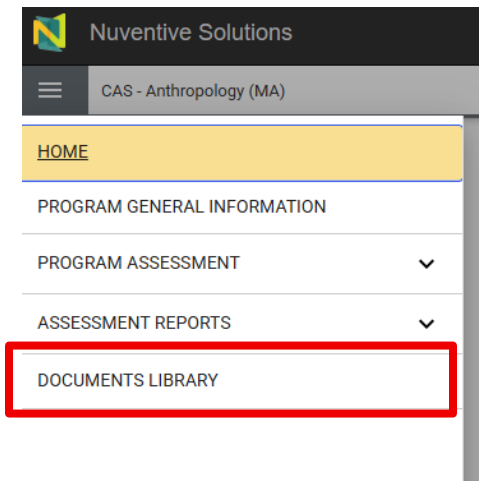 Nuventive Solutions
CAS - Anthropology (MA)
HOME
PROGRAM GENERAL INFORMATION
PROGRAM ASSESSMENT
ASSESSMENT REPORTS
DOCUMENTS LIBRARY